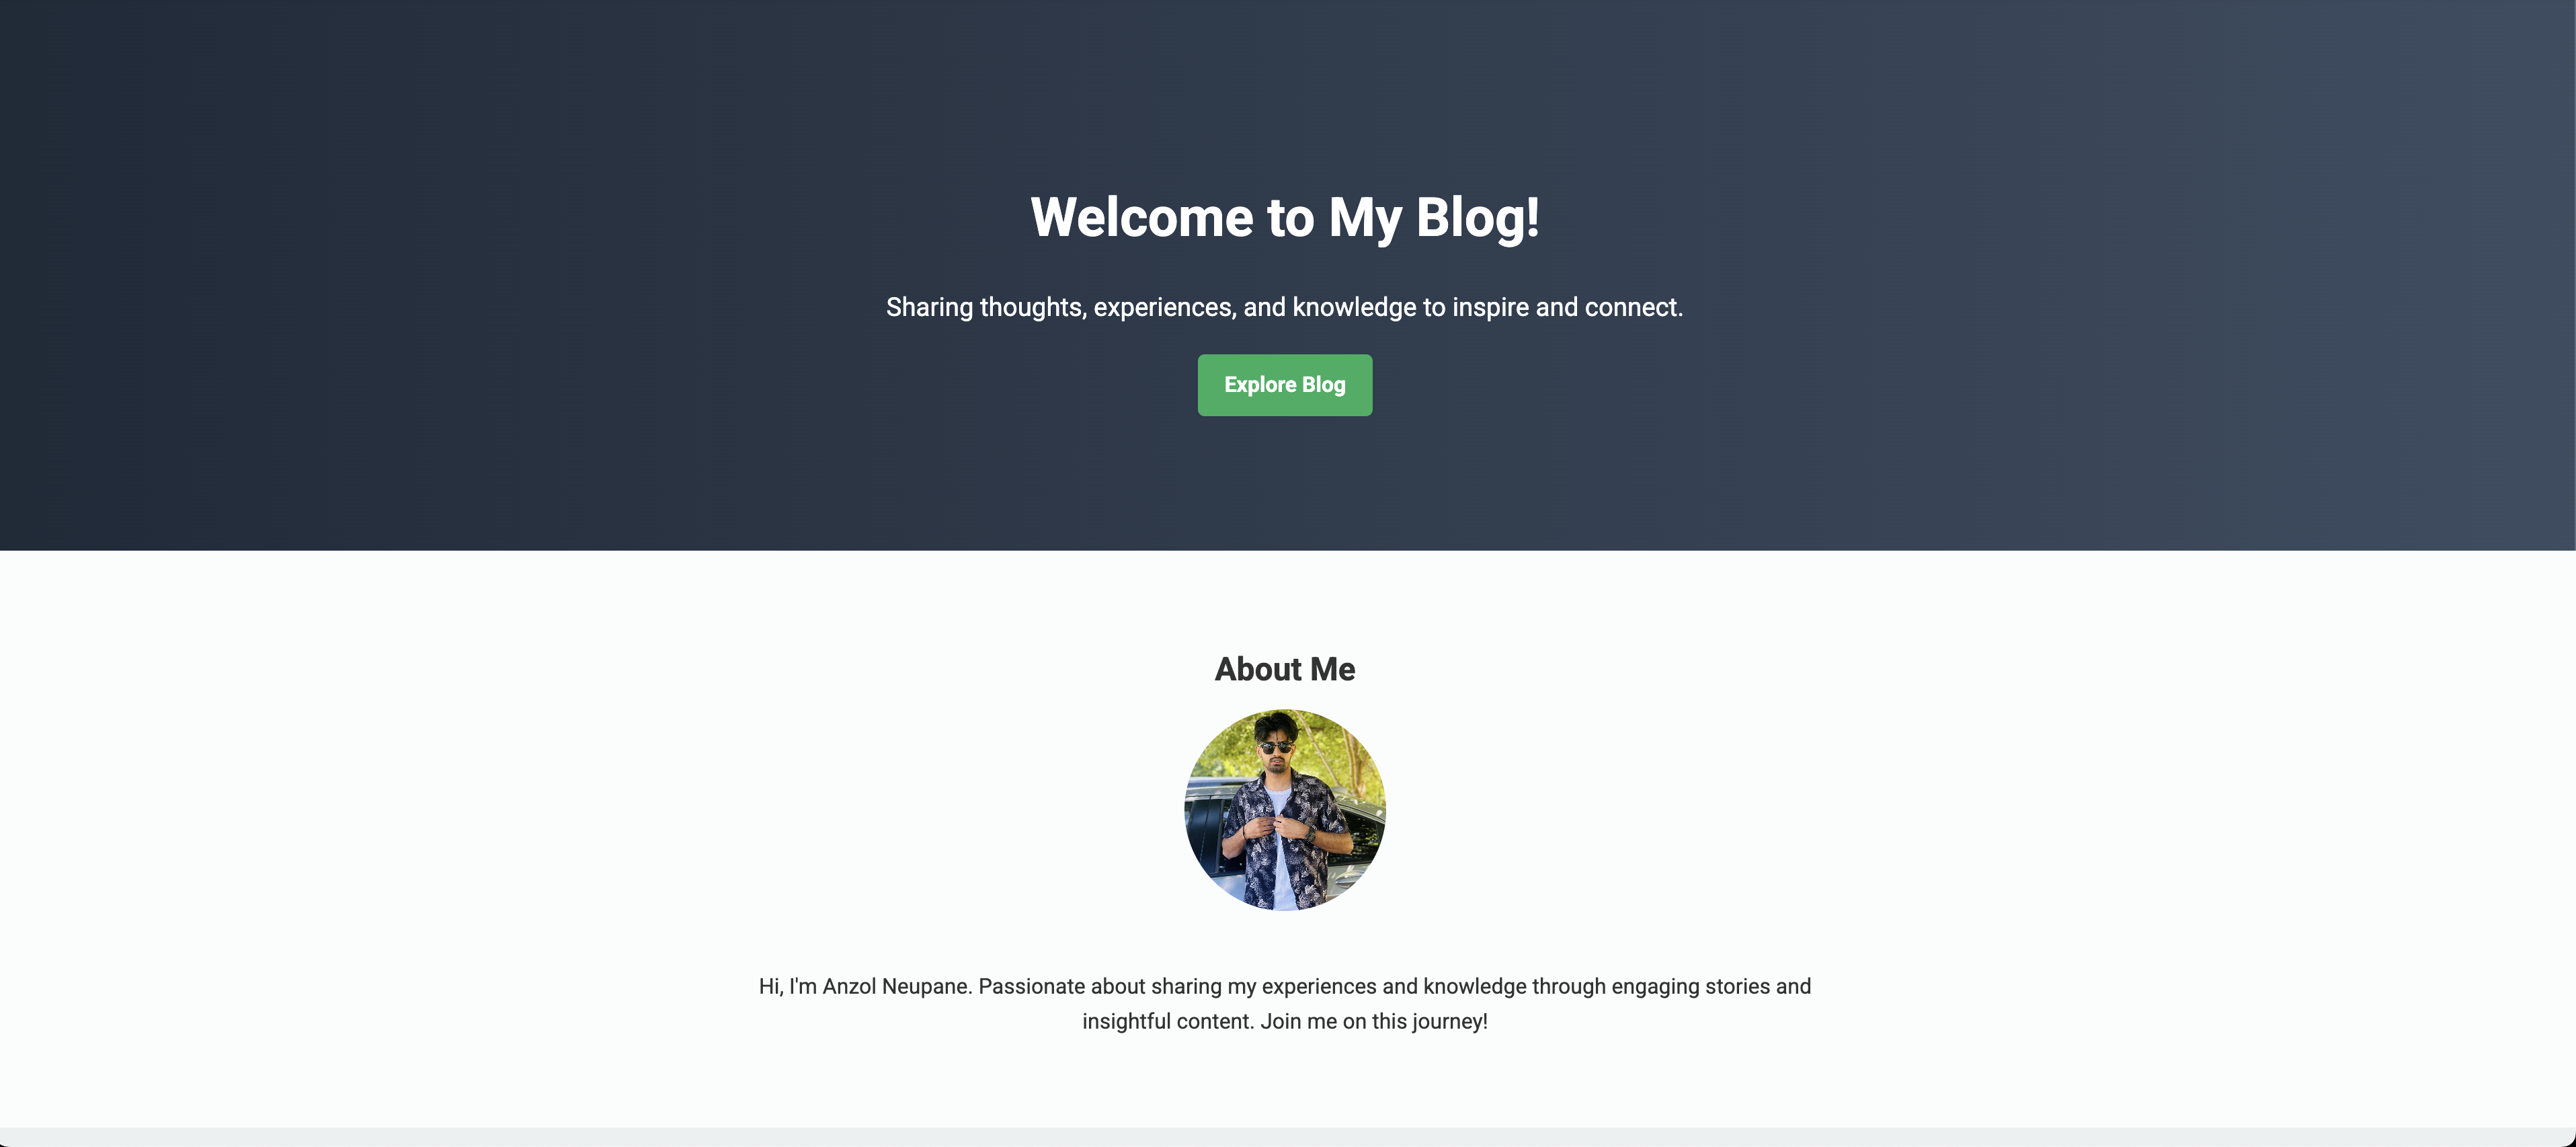 Welcome to My Blog!
Sharing thoughts, experiences, and knowledge to inspire and connect.
Explore Blog
About Me
Hi, I'm Anzol Neupane. Passionate about sharing my experiences and knowledge through engaging stories and
insightful content. Join me on this journey!